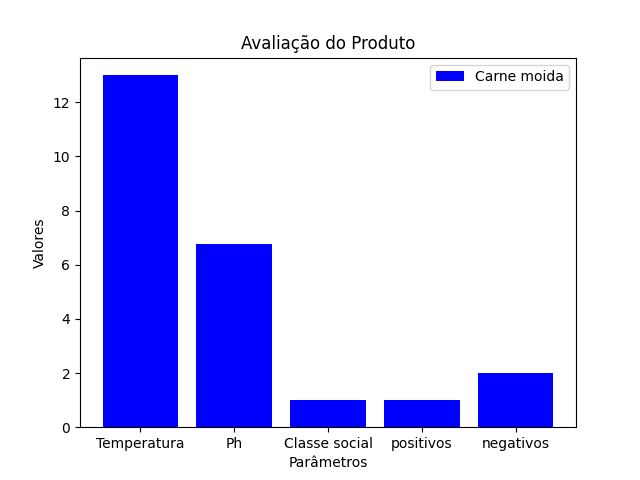 Avaliação do Produto
Carne moida
12
10
8
6
4
2
0
Valores
Temperatura
Ph
Classe social
positivos
negativos
Parâmetros